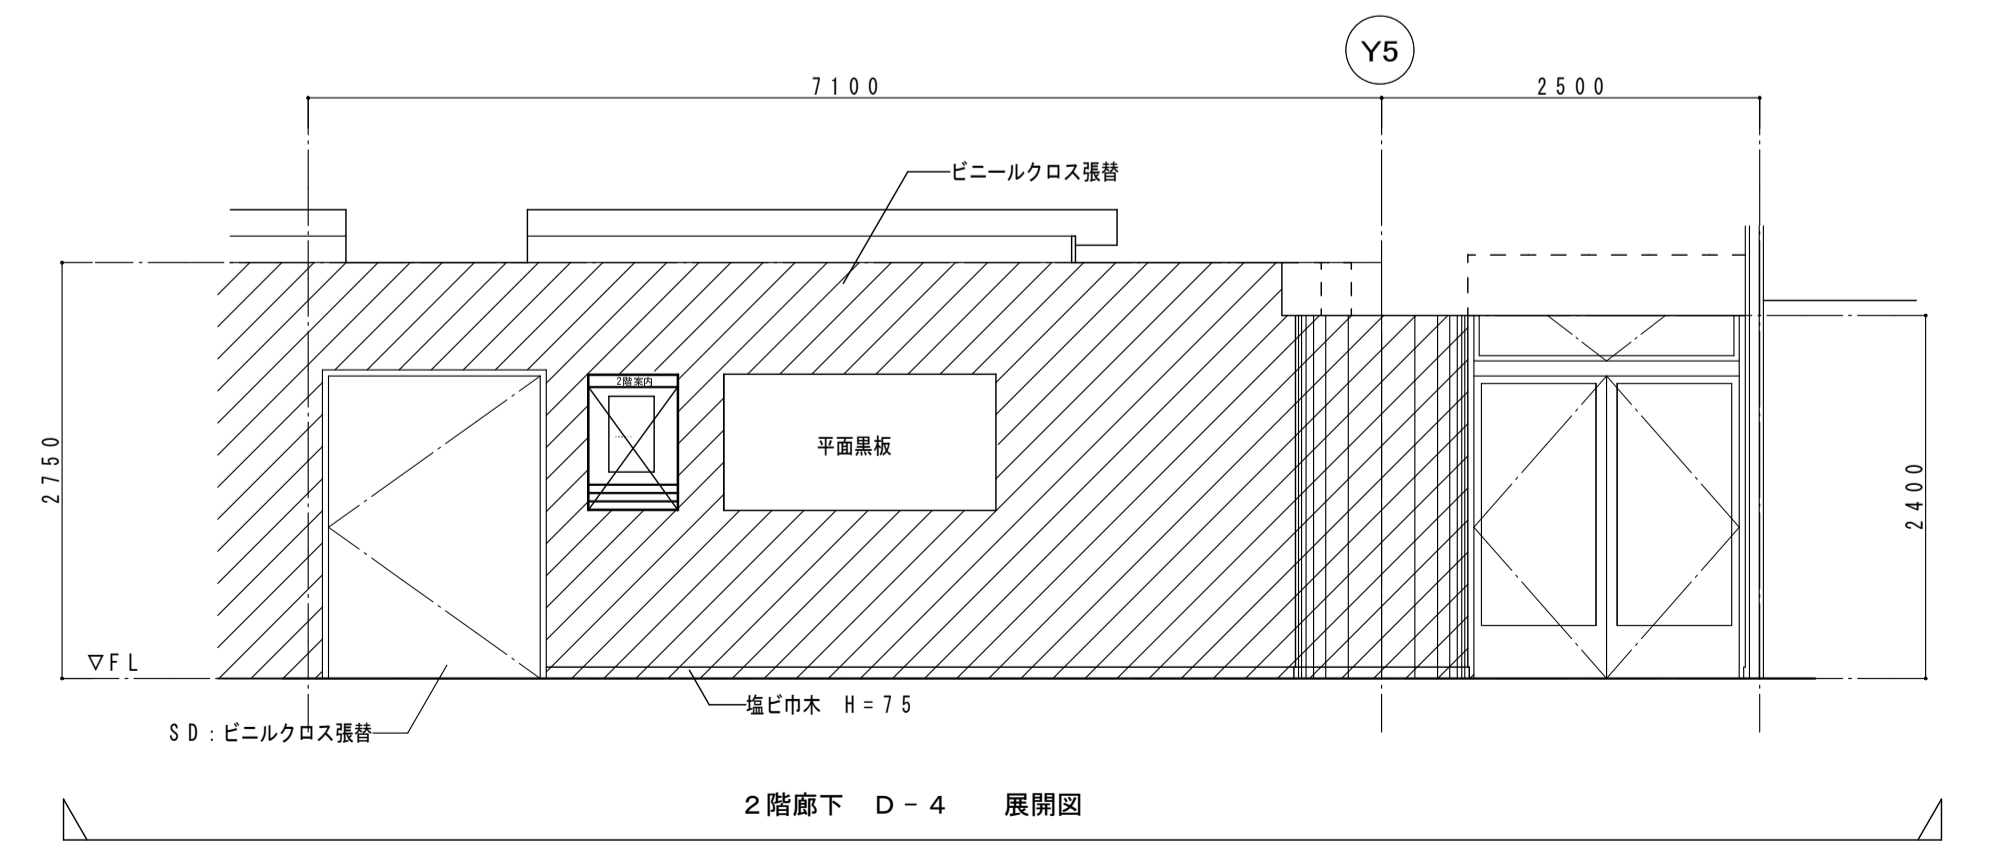 Y5
7100
2500
ビニールクロス張替
2階案内
平面黒板
2750
2400
▽FL
塩ビ巾木 H=75
SD:ビニルクロス張替
2階廊下 D-4 展開図